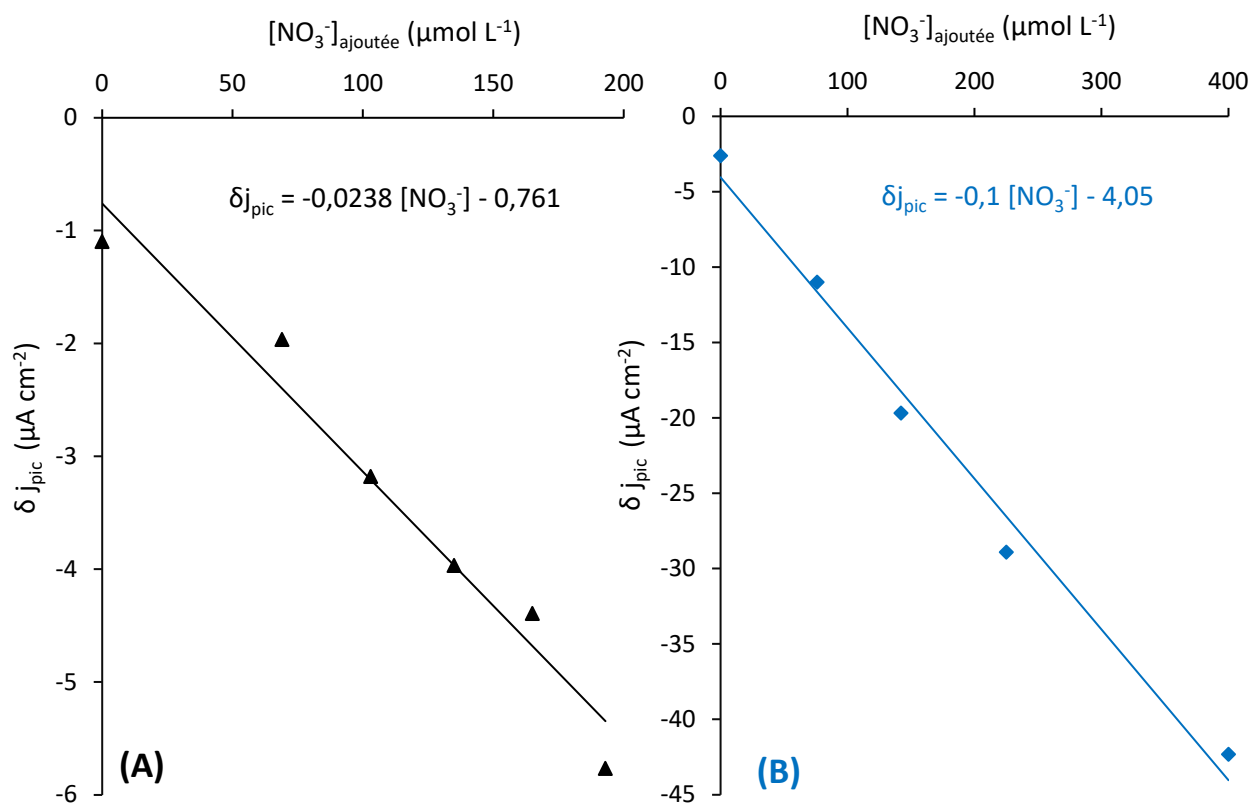 [NO₃⁻]ajoutée (µmol L⁻¹)
0 50 100 150 200
0
-1
-2
-3
-4
-5
-6
δ jpic (µA cm⁻²)
δjpic = -0,0238 [NO₃⁻] - 0,761
(A)
[NO₃⁻]ajoutée (µmol L⁻¹)
0 100 200 300 400
0
-5
-10
-15
-20
-25
-30
-35
-40
-45
δ jpic (µA cm⁻²)
δjpic = -0,1 [NO₃⁻] - 4,05
(B)